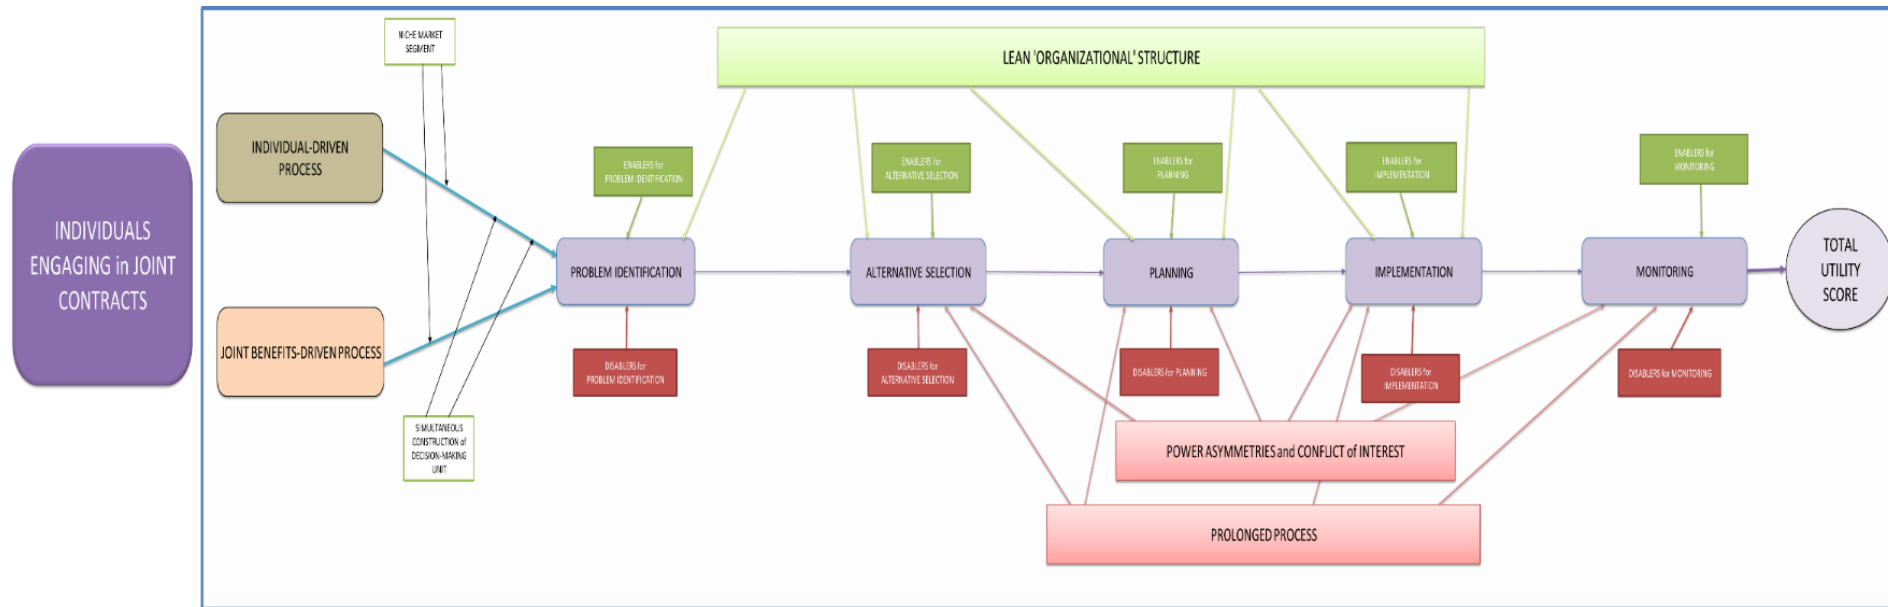 INDIVIDUALS
ENGAGING in JOINT
CONTRACTS
NICHE MARKET
SEGMENT
LEAN 'ORGANIZATIONAL' STRUCTURE
INDIVIDUAL-DRIVEN
PROCESS
JOINT BENEFITS-DRIVEN PROCESS
SIMULTANEOUS
CONSTRUCTION of
DECISION-MAKING
UNIT
ENABLERS for
PROBLEM IDENTIFICATION
ENABLERS for
ALTERNATIVE SELECTION
ENABLERS for
PLANNING
ENABLERS for
IMPLEMENTATION
ENABLERS for
MONITORING
PROBLEM IDENTIFICATION
ALTERNATIVE SELECTION
PLANNING
IMPLEMENTATION
MONITORING
TOTAL
UTILITY
SCORE
DISABLERS for
PROBLEM IDENTIFICATION
DISABLERS for
ALTERNATIVE SELECTION
DISABLERS for PLANNING
DISABLERS for
IMPLEMENTATION
DISABLERS for MONITORING
POWER ASYMMETRIES and CONFLICT of INTEREST
PROLONGED PROCESS